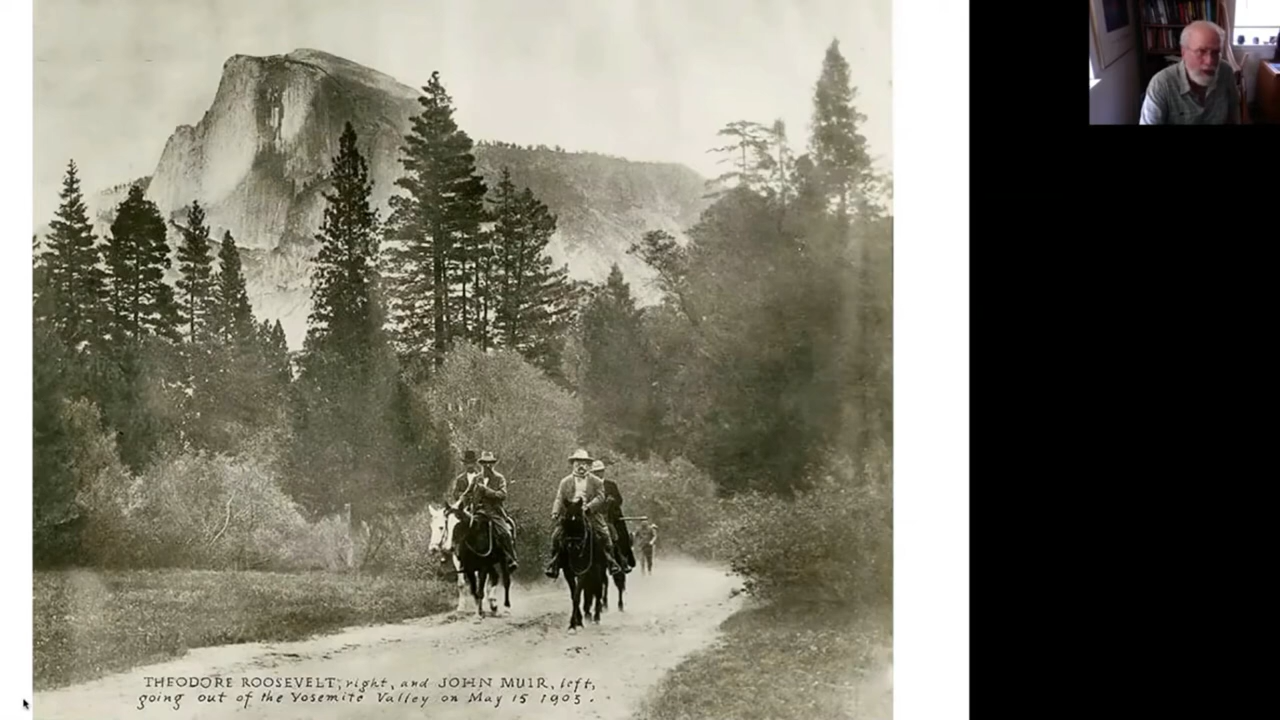 THEODORE ROOSEVELT, right, and JOHN MUIR, left,
going out of the Yosemite Valley on May 15 1903.